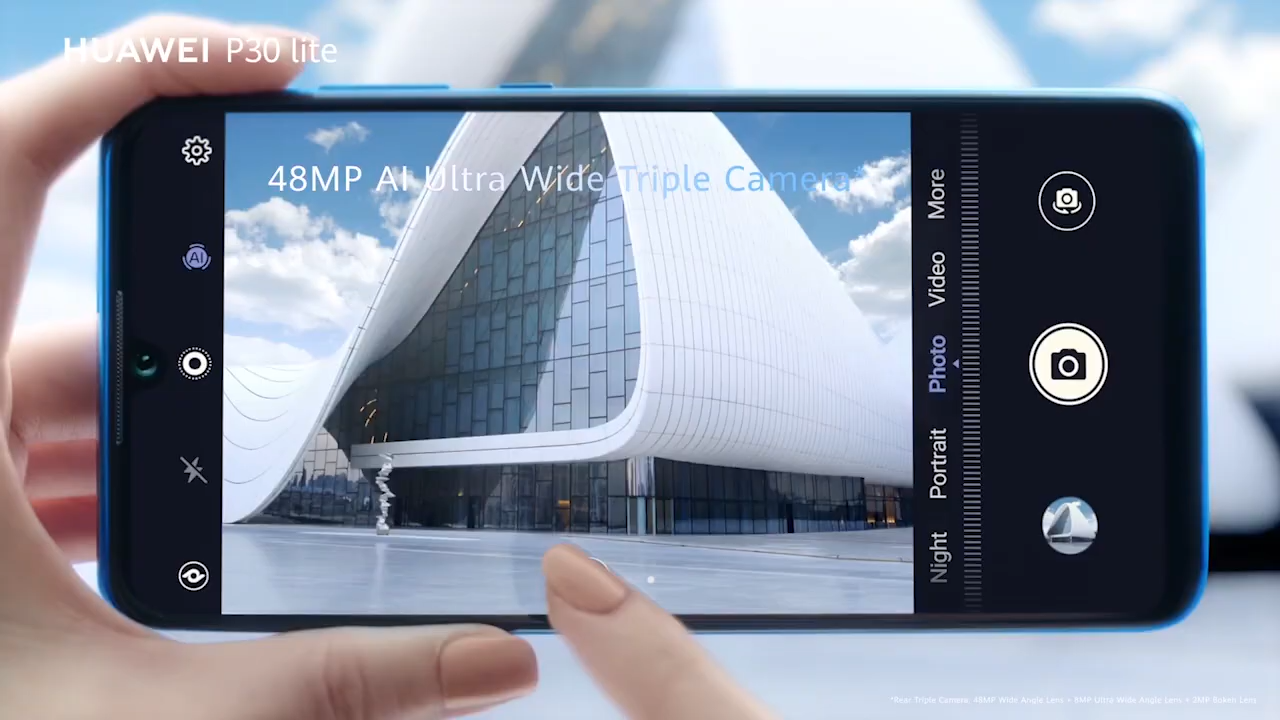 HUAWEI P30 lite
48MP AI Ultra Wide Triple Camera*
AI
More
Video
Photo
Portrait
Night
*Rear Triple Camera: 48MP Wide Angle Lens + 8MP Ultra Wide Angle Lens + 2MP Bokeh Lens